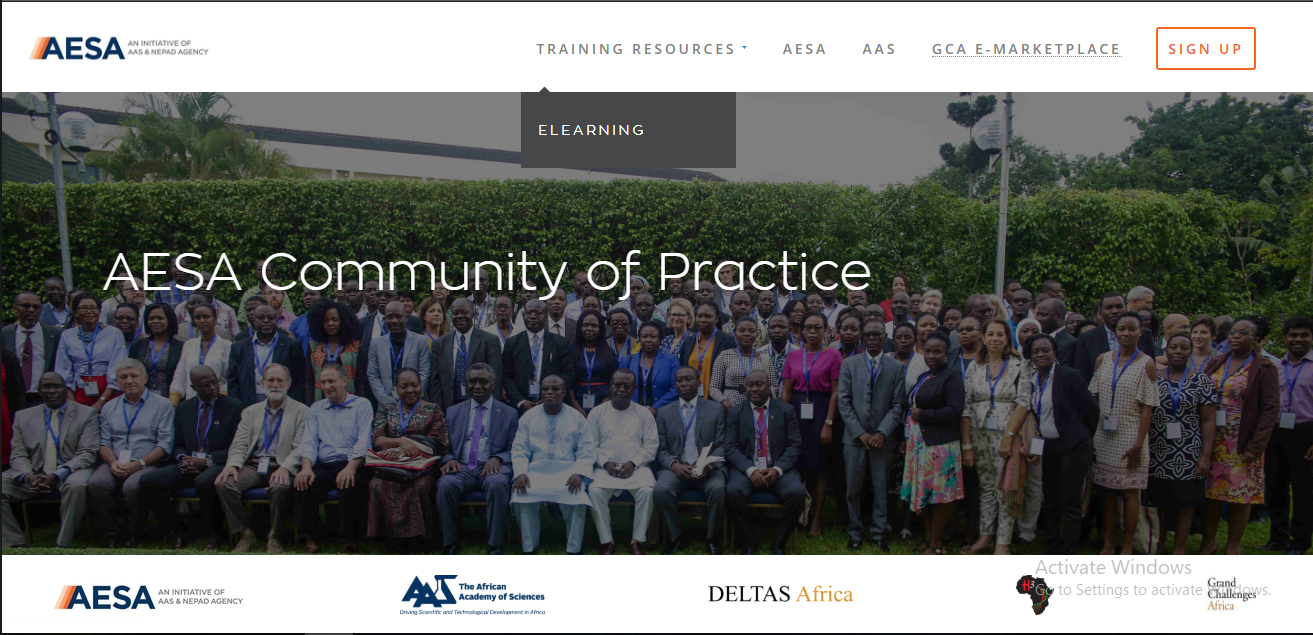 AESA AN INITIATIVE OF
AAS & NEPAD AGENCY
TRAINING RESOURCES AESA AAS GCA E-MARKETPLACE SIGN UP
ELEARNING
AESA Community of Practice
AESA AN INITIATIVE OF
AAS & NEPAD AGENCY
AAS The African
Academy of Sciences
Driving Scientific and Technological Development in Africa
DELTAS Africa
H3
Grand
Challenges
Africa
Activate Windows
Go to Settings to activate Windows.